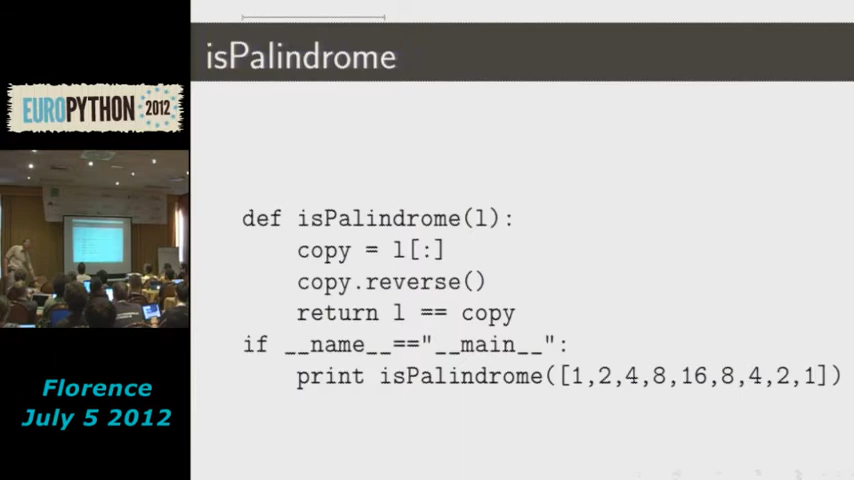 isPalindrome
EUROPYTHON 2012
def isPalindrome(l):
copy = l[:]
copy.reverse()
return l == copy
if __name__=="__main__":
print isPalindrome([1,2,4,8,16,8,4,2,1])
Florence
July 5 2012